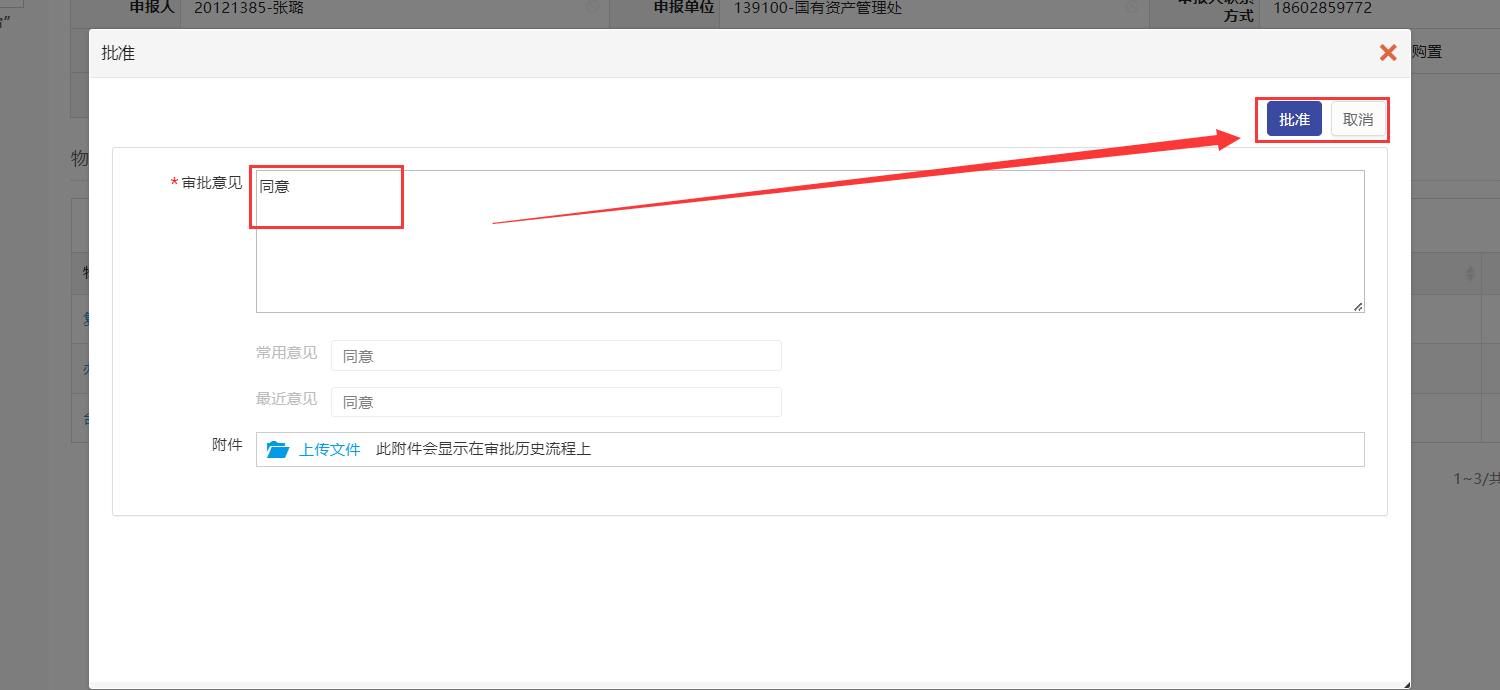 申报人 20121385-张璐 申报单位 139100-国有资产管理处 方式 18602859772
批准
购置
批准 取消
物
*审批意见 同意
常用意见 同意
最近意见 同意
附件 上传文件 此附件会显示在审批历史流程上
1~3/共